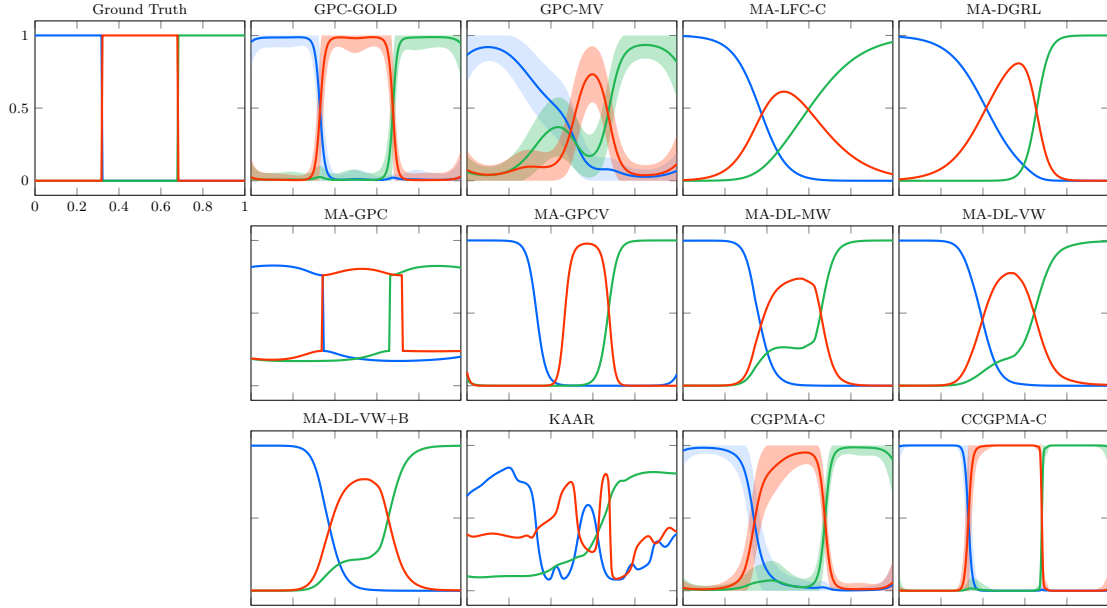 Ground Truth
GPC-GOLD
GPC-MV
MA-LFC-C
MA-DGRL
1
0.5
0
0 0.2 0.4 0.6 0.8 1
MA-GPC
MA-GPCV
MA-DL-MW
MA-DL-VW
MA-DL-VW+B
KAAR
CGPMA-C
CCGPMA-C